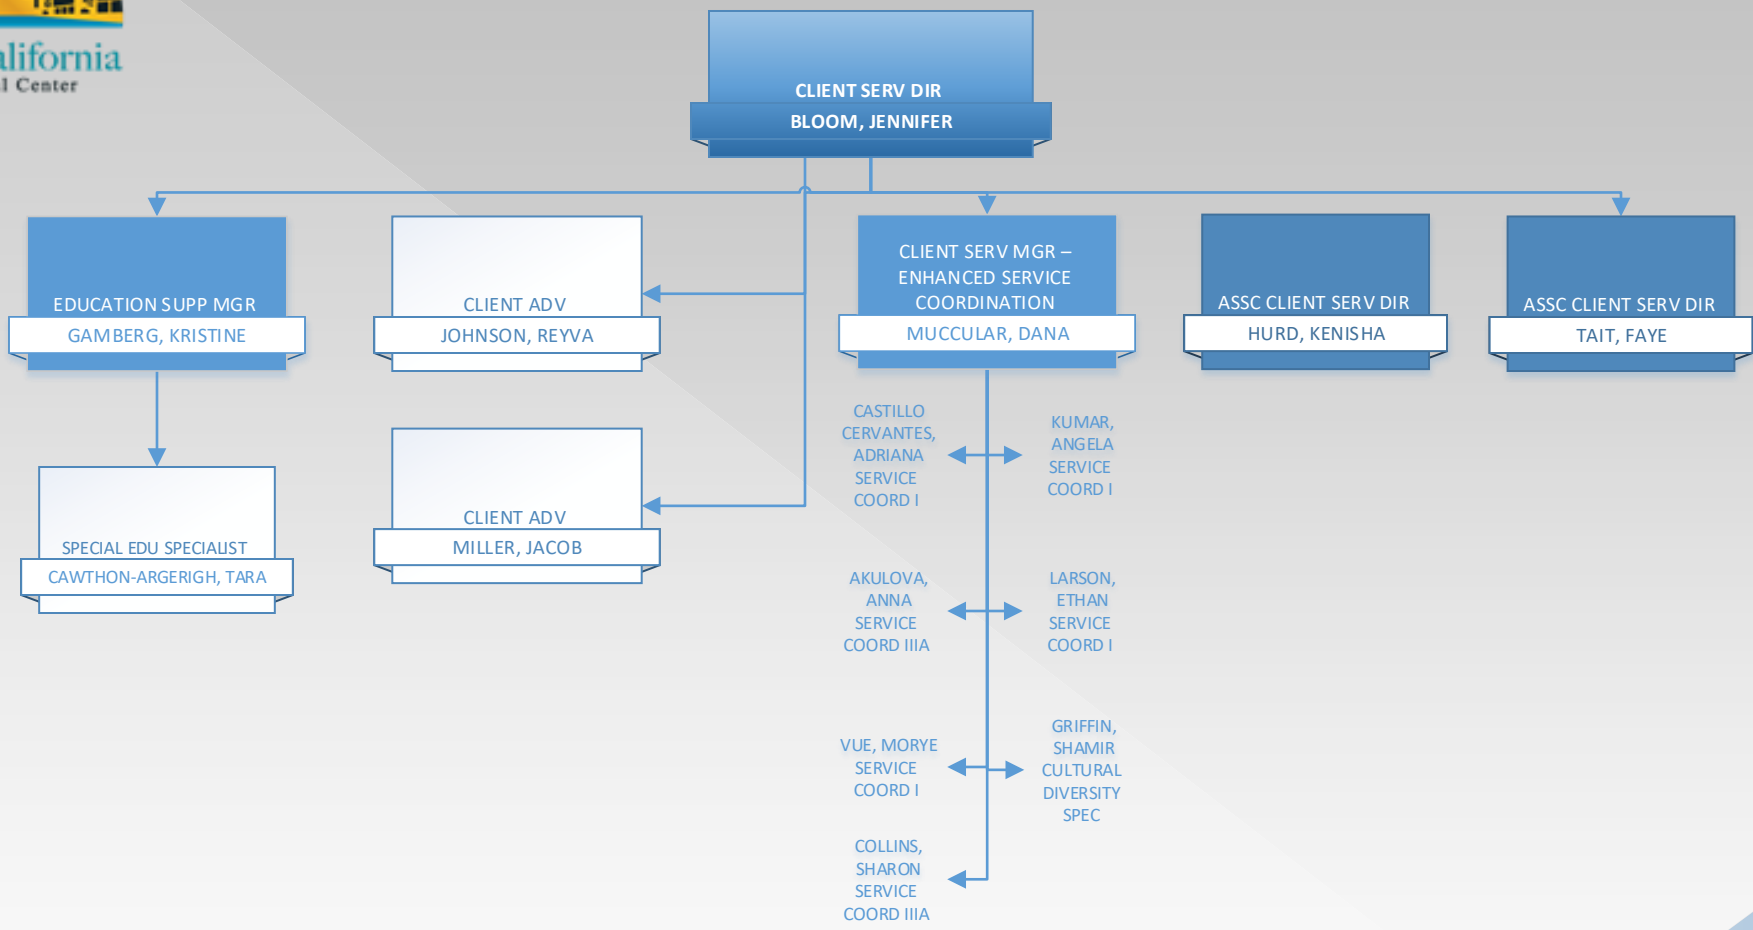 CLIENT SERV DIR
BLOOM, JENNIFER
EDUCATION SUPP MGR
GAMBERG, KRISTINE
CLIENT ADV
JOHNSON, REYVA
CLIENT SERV MGR –
ENHANCED SERVICE
COORDINATION
MUCCULAR, DANA
ASSC CLIENT SERV DIR
HURD, KENISHA
ASSC CLIENT SERV DIR
TAIT, FAYE
SPECIAL EDU SPECIALIST
CAWTHON-ARGERIGH, TARA
CLIENT ADV
MILLER, JACOB
CASTILLO
CERVANTES,
ADRIANA
SERVICE
COORD I
KUMAR,
ANGELA
SERVICE
COORD I
AKULOVA,
ANNA
SERVICE
COORD IIIA
LARSON,
ETHAN
SERVICE
COORD I
VUE, MORYE
SERVICE
COORD I
GRIFFIN,
SHAMIR
CULTURAL
DIVERSITY
SPEC
COLLINS,
SHARON
SERVICE
COORD IIIA